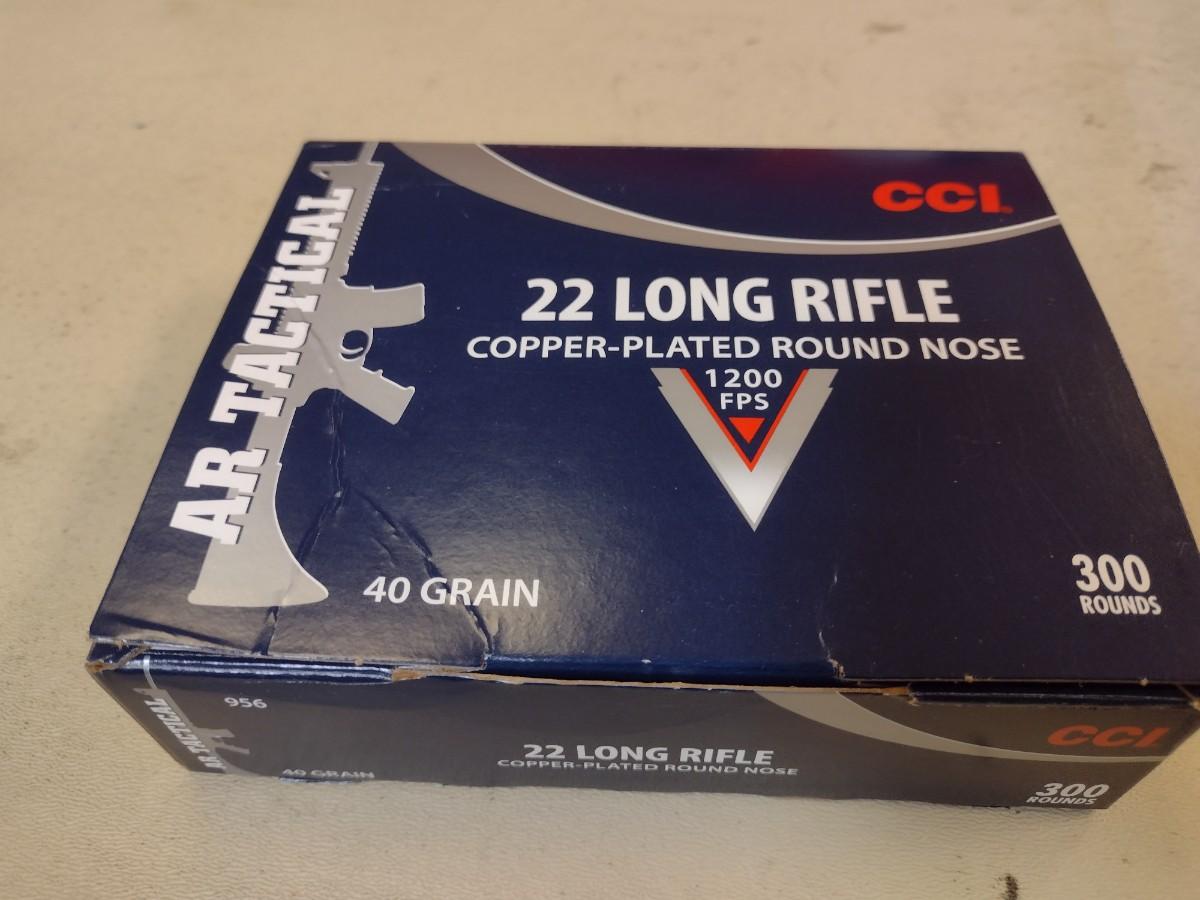 CCI
AR TACTICAL
22 LONG RIFLE
COPPER-PLATED ROUND NOSE
1200
FPS
40 GRAIN
300
ROUNDS
956
AR TACTICAL
22 LONG RIFLE
COPPER-PLATED ROUND NOSE
40 GRAIN
CCI
300
ROUNDS